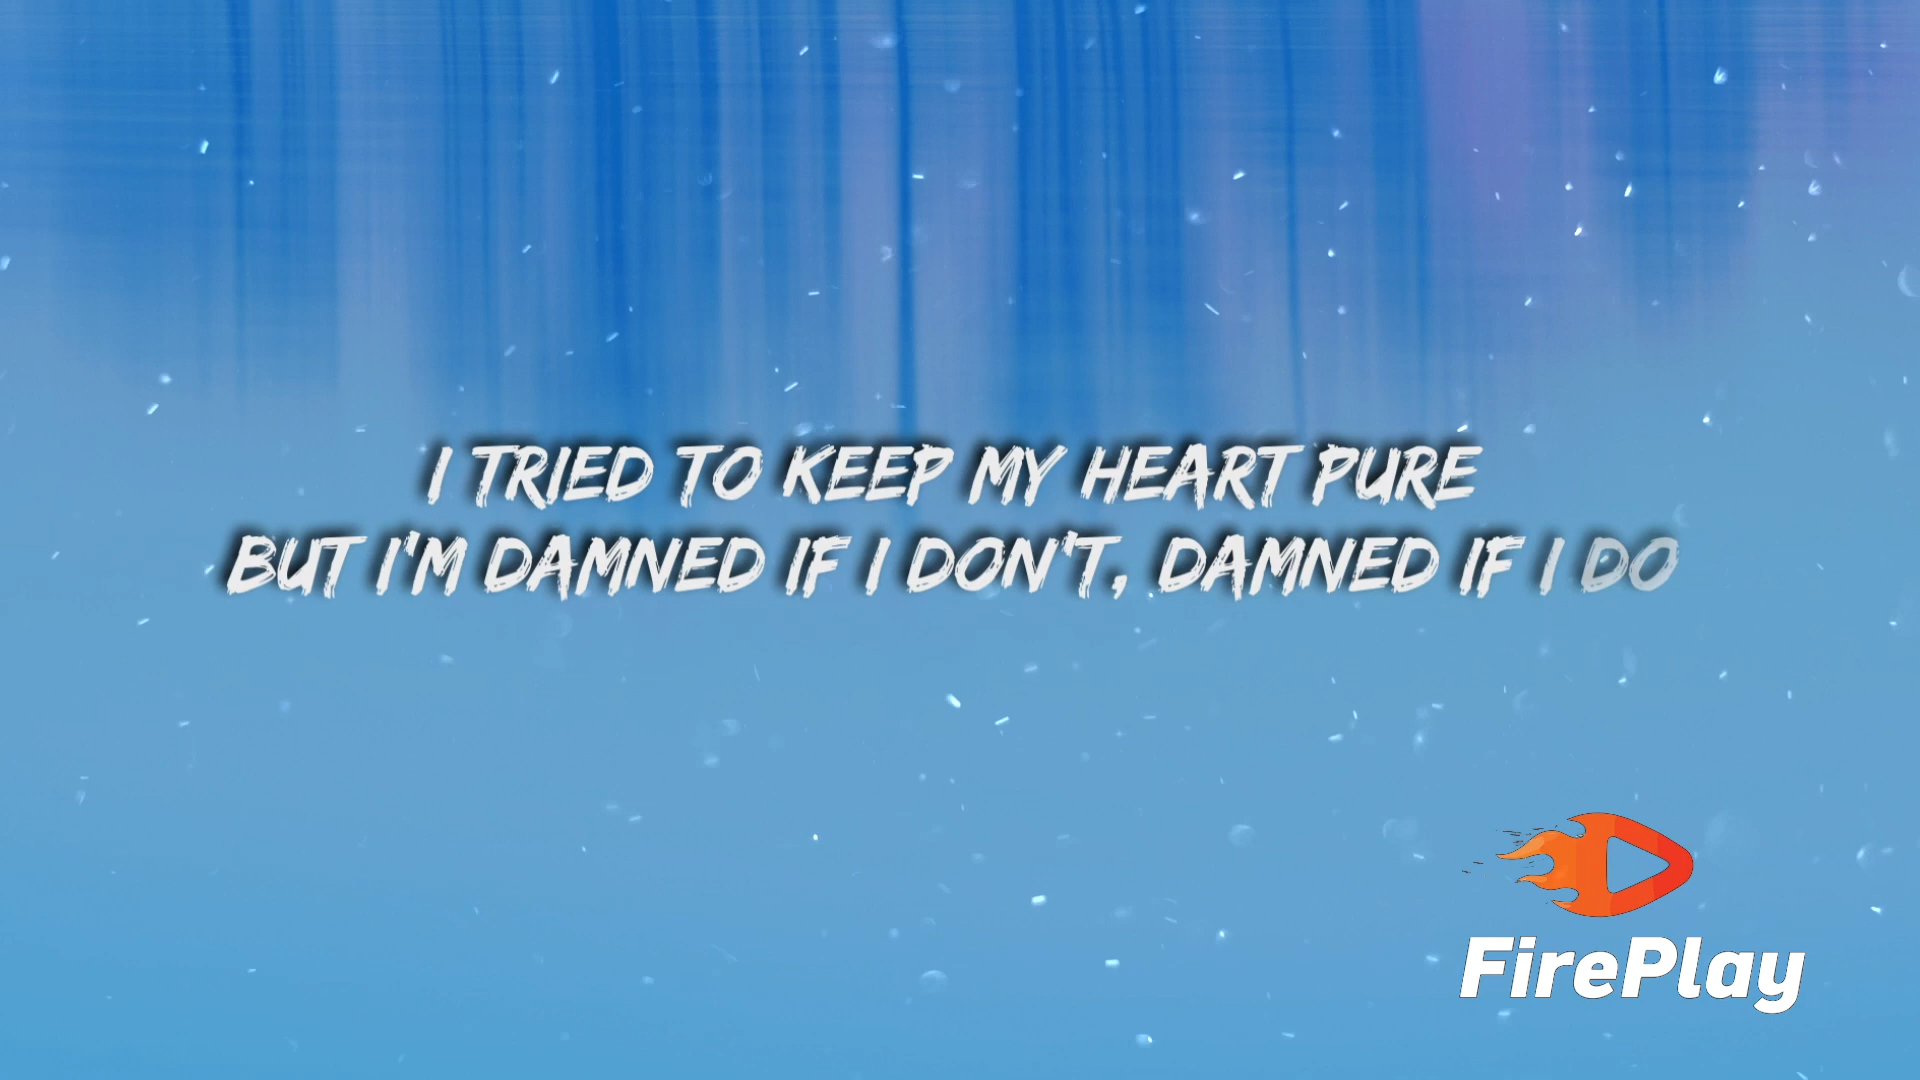 I TRIED TO KEEP MY HEART PURE
BUT I'M DAMNED IF I DON'T, DAMNED IF I DO
FirePlay